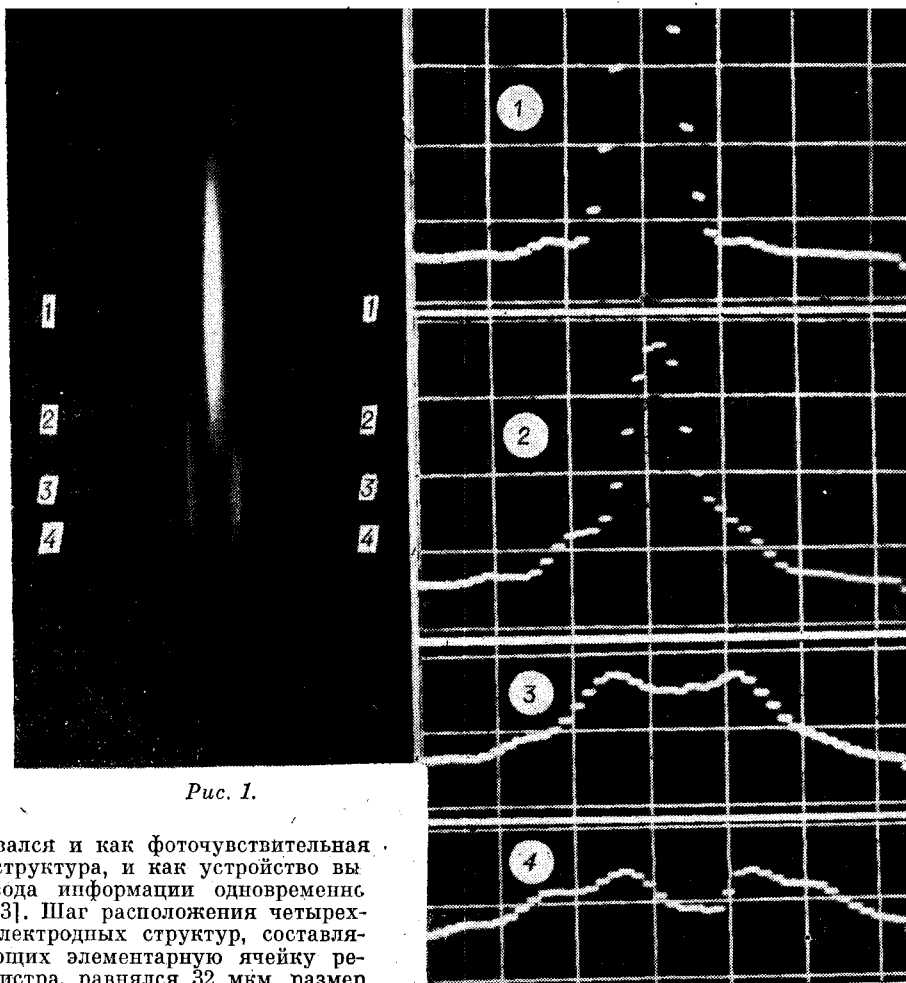 1 1
2 2
3 3
4 4
1
2
3
4
Рис. 1.
вался и как фоточувствительная
структура, и как устройство вы
вода информации одновременно
3]. Шаг расположения четырех-
лектродных структур, составля-
ющих элементарную ячейку ре-
истра, равнялся 32 мкм, размер